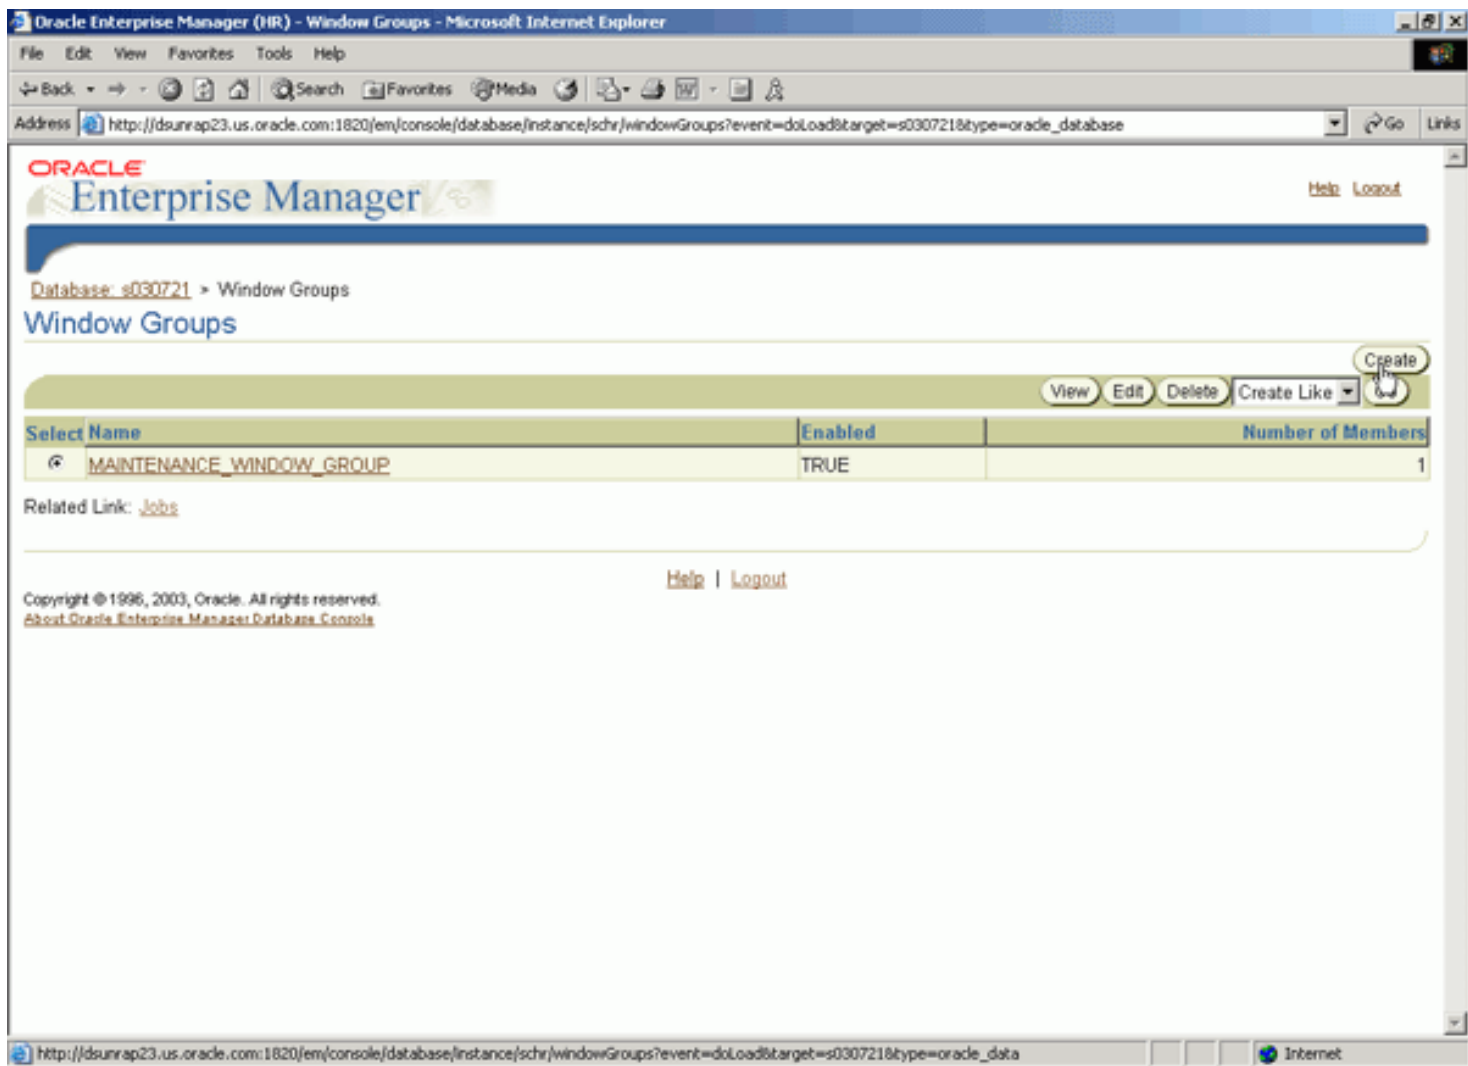 Oracle Enterprise Manager (HR) - Window Groups - Microsoft Internet Explorer
File Edit View Favorites Tools Help
Back Search Favorites Media
Address http://dsunrap23.us.oracle.com:1820/em/console/database/instance/schr/windowGroups?event=doLoad&target=s030721&type=oracle_database Go Links
ORACLE
Enterprise Manager
Help Logout
Database: s030721 > Window Groups
Window Groups
Create
View Edit Delete Create Like
Select Name Enabled Number of Members
MAINTENANCE_WINDOW_GROUP TRUE 1
Related Link: Jobs
Help | Logout
Copyright © 1996, 2003, Oracle. All rights reserved.
About Oracle Enterprise Manager Database Console
http://dsunrap23.us.oracle.com:1820/em/console/database/instance/schr/windowGroups?event=doLoad&target=s030721&type=oracle_data Internet